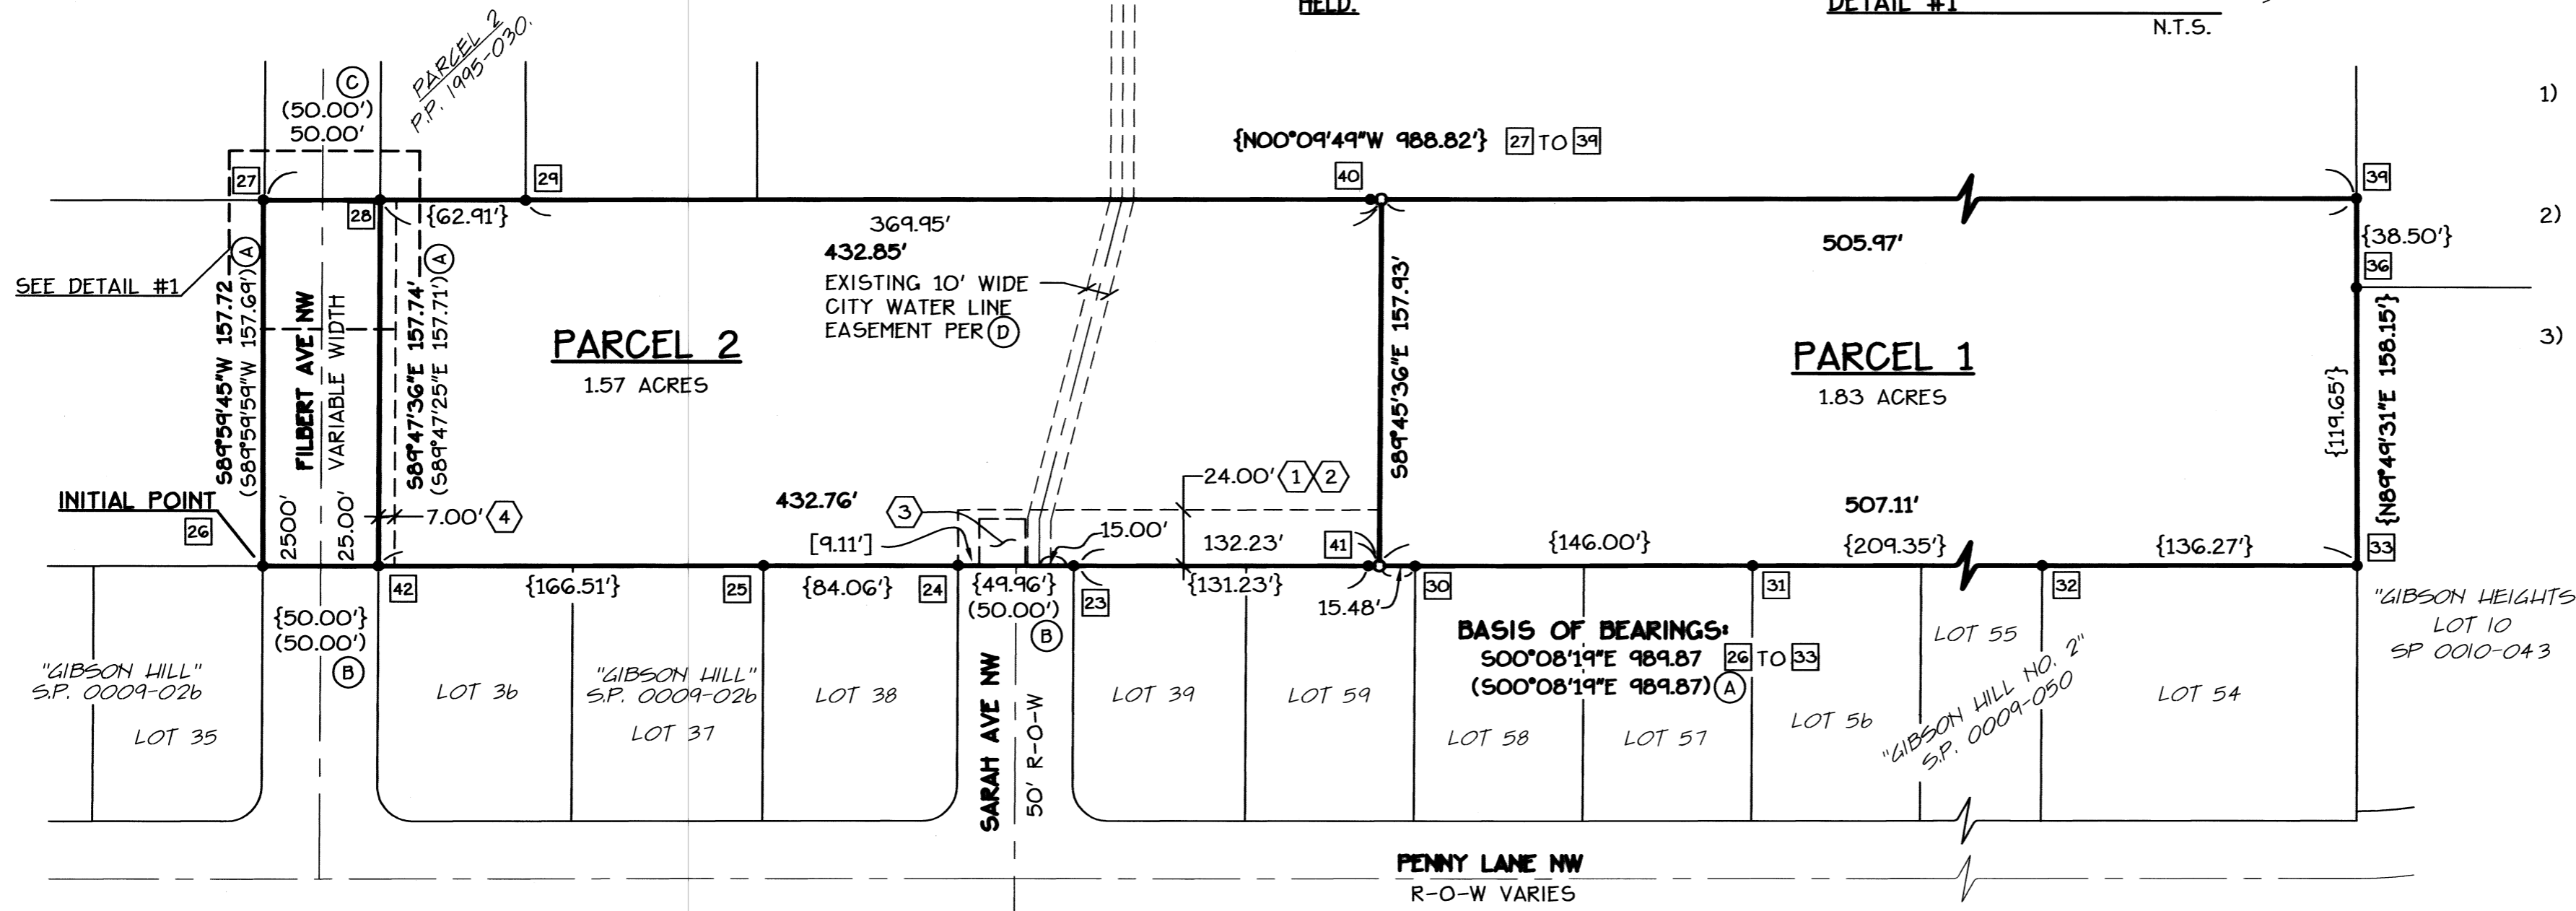 HELD.
DETAIL #1
N.T.S.
PARCEL 2
P.P. 1995-030.
C
(50.00')
50.00'
1)
{N00°09'49"W 988.82'} 27 TO 39
27
28
29
40
39
{62.91'}
369.95'
432.85'
505.97'
{38.50'}
2)
36
SEE DETAIL #1
S89°59'45"W 157.72
(S89°59'59"W 157.69') A
FILBERT AVE NW
VARIABLE WIDTH
S89°47'36"E 157.74'
(S89°47'25"E 157.71') A
EXISTING 10' WIDE
CITY WATER LINE
EASEMENT PER D
PARCEL 2
1.57 ACRES
S89°45'36"E 157.93'
PARCEL 1
1.83 ACRES
{119.65'}
{N89°49'31"E 158.15'}
3)
INITIAL POINT
26
2500'
25.00'
7.00' 4
432.76'
3
24.00' 1 2
[9.11']
15.00'
132.23'
41
507.11'
{146.00'}
{209.35'}
{136.27'}
33
42
{166.51'}
25
{84.06'}
24
{49.96'}
(50.00')
B
23
{131.23'}
15.48'
30
31
32
{50.00'}
(50.00')
B
BASIS OF BEARINGS:
S00°08'19"E 989.87 26 TO 33
(S00°08'19"E 989.87) A
"GIBSON HEIGHTS
LOT 10
SP 0010-043
"GIBSON HILL"
S.P. 0009-026
LOT 35
LOT 36
"GIBSON HILL"
S.P. 0009-026
LOT 37
LOT 38
SARAH AVE NW
50' R-O-W
LOT 39
LOT 59
LOT 58
LOT 57
LOT 56
LOT 55
"GIBSON HILL NO. 2"
S.P. 0009-050
LOT 54
PENNY LANE NW
R-O-W VARIES